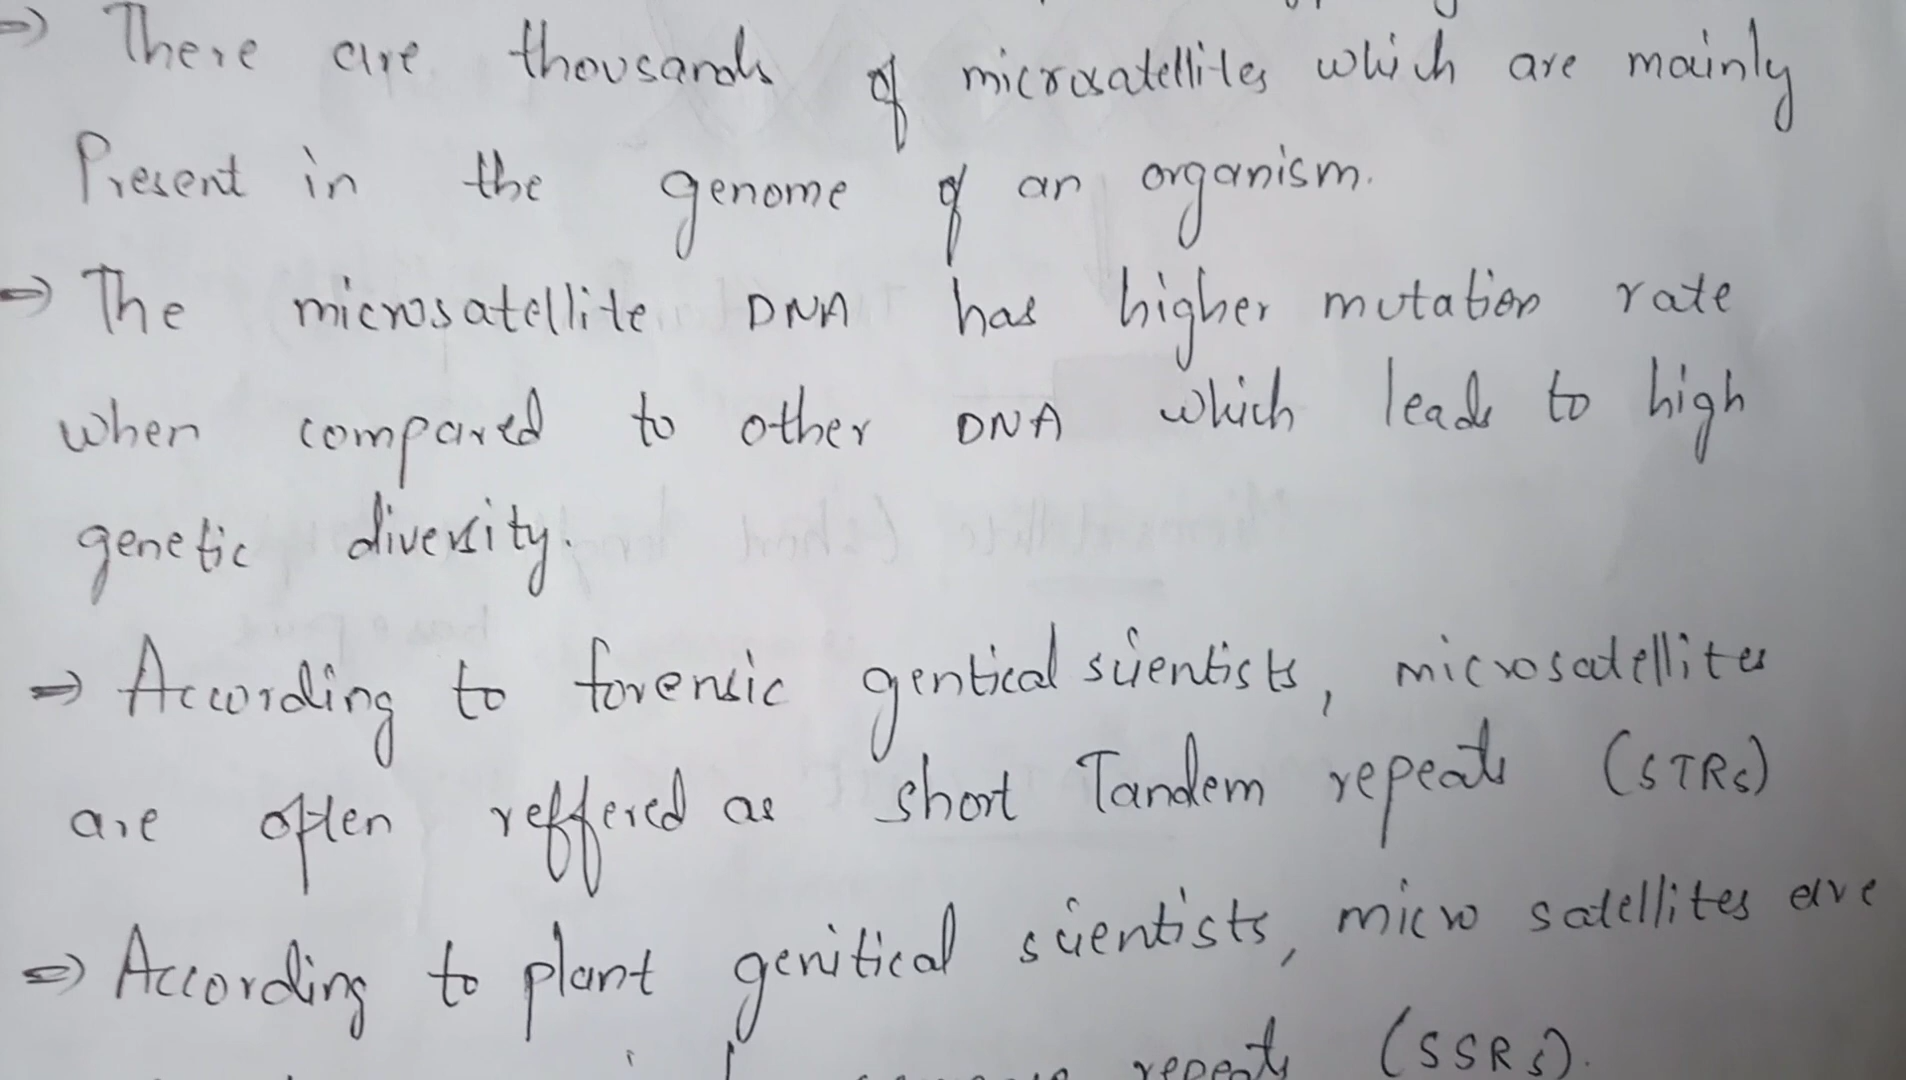 ⇒ There are thousands of microsatellites which are mainly
Present in the genome of an organism.
⇒ The microsatellite DNA has higher mutation rate
when compared to other DNA which leads to high
genetic diversity.
⇒ According to forensic gentical scientists, microsatellites
are often reffered as short Tandem repeats (STRs)
⇒ According to plant genitical scientists, micro satellites are
repeats (SSRs).